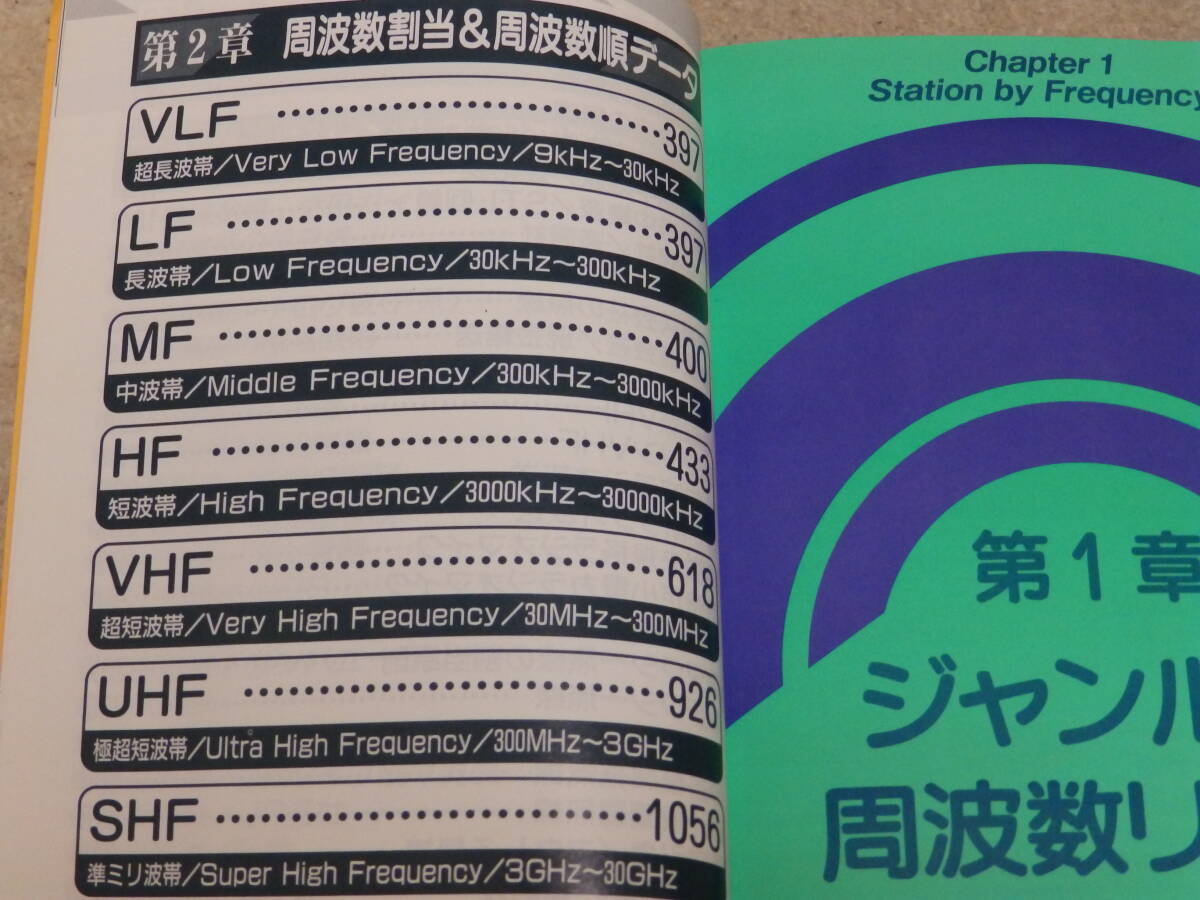 第2章 周波数割当&周波数順データ
VLF ····························397
超長波帯/Very Low Frequency/9kHz～30kHz
LF ································397
長波帯/Low Frequency/30kHz～300kHz
MF ································400
中波帯/Middle Frequency/300kHz～3000kHz
HF ································433
短波帯/High Frequency/3000kHz～30000kHz
VHF ······························618
超短波帯/Very High Frequency/30MHz～300MHz
UHF ······························926
極超短波帯/Ultra High Frequency/300MHz～3GHz
SHF ······························1056
準ミリ波帯/Super High Frequency/3GHz～30GHz
Chapter 1
Station by Frequency
第1章
ジャンル
周波数リ